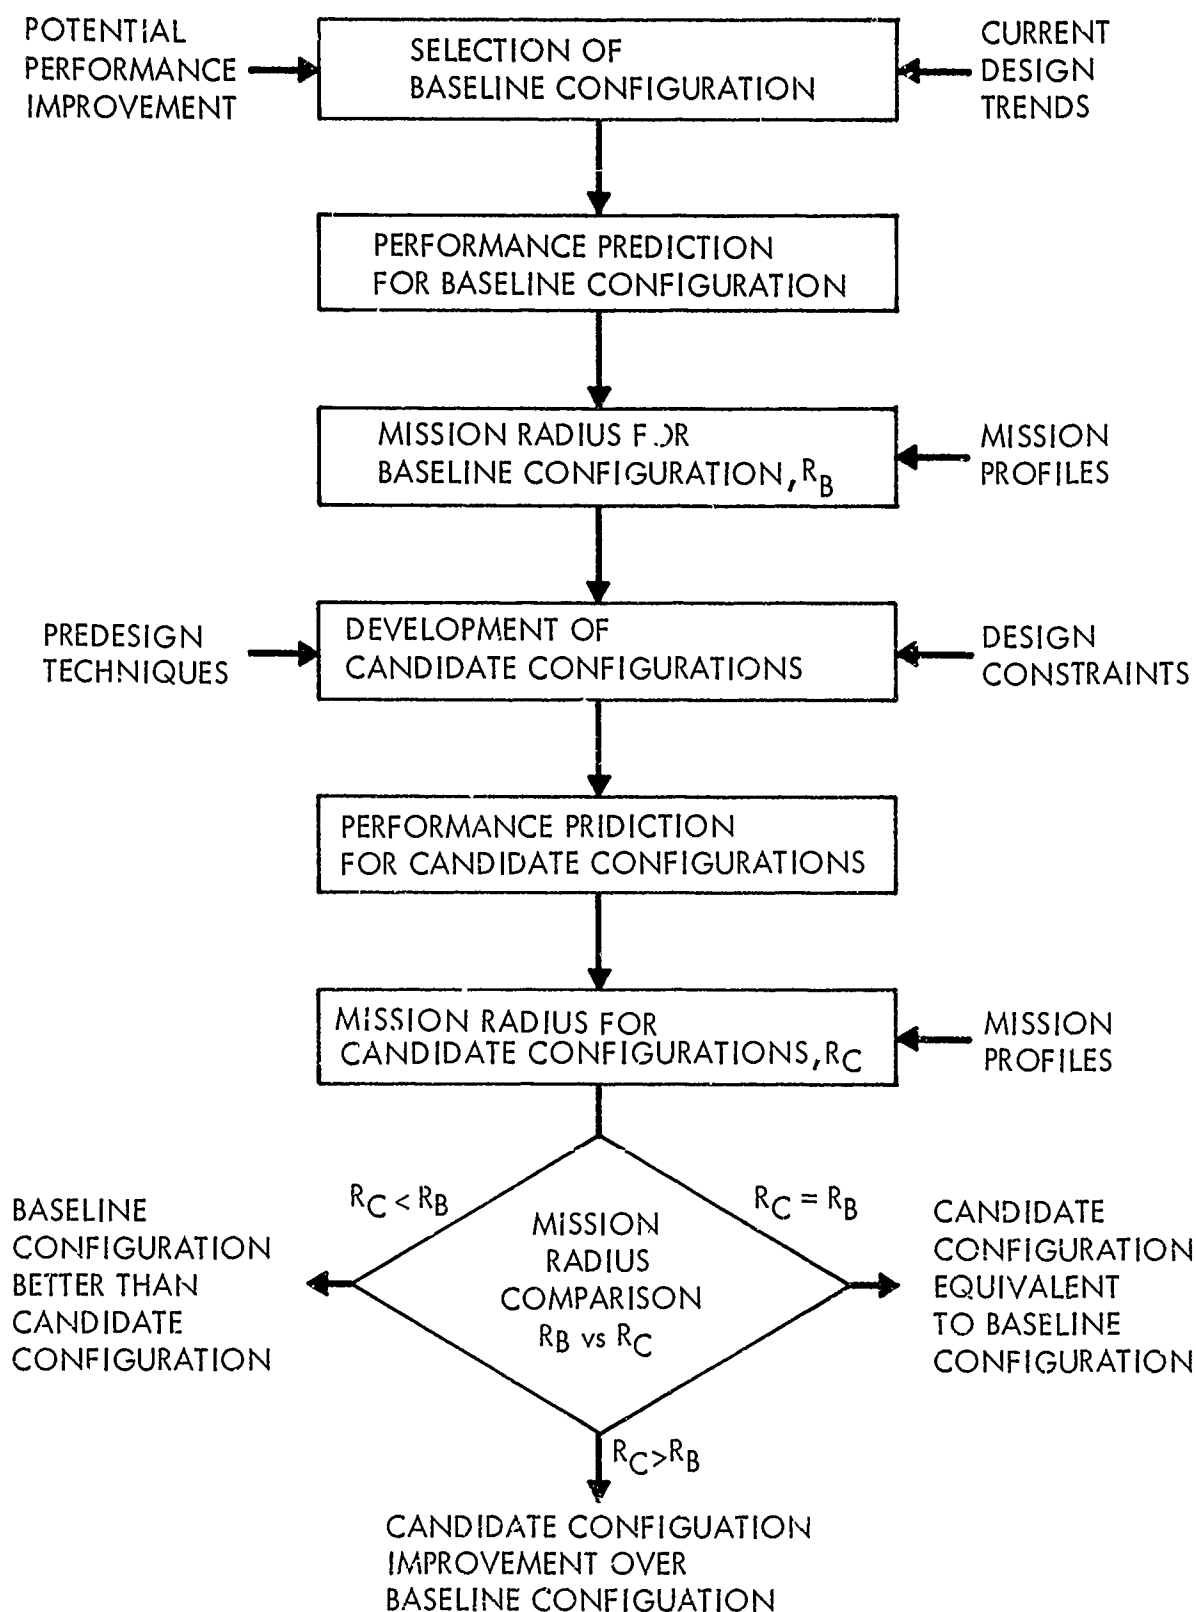 POTENTIAL
PERFORMANCE
IMPROVEMENT
SELECTION OF
BASELINE CONFIGURATION
CURRENT
DESIGN
TRENDS
PERFORMANCE PREDICTION
FOR BASELINE CONFIGURATION
MISSION RADIUS FOR
BASELINE CONFIGURATION, RB
MISSION
PROFILES
PREDESIGN
TECHNIQUES
DEVELOPMENT OF
CANDIDATE CONFIGURATIONS
DESIGN
CONSTRAINTS
PERFORMANCE PRIDICTION
FOR CANDIDATE CONFIGURATIONS
MISSION RADIUS FOR
CANDIDATE CONFIGURATIONS, RC
MISSION
PROFILES
RC < RB
RC = RB
BASELINE
CONFIGURATION
BETTER THAN
CANDIDATE
CONFIGURATION
MISSION
RADIUS
COMPARISON
RB vs RC
CANDIDATE
CONFIGURATION
EQUIVALENT
TO BASELINE
CONFIGURATION
RC>RB
CANDIDATE CONFIGUATION
IMPROVEMENT OVER
BASELINE CONFIGUATION